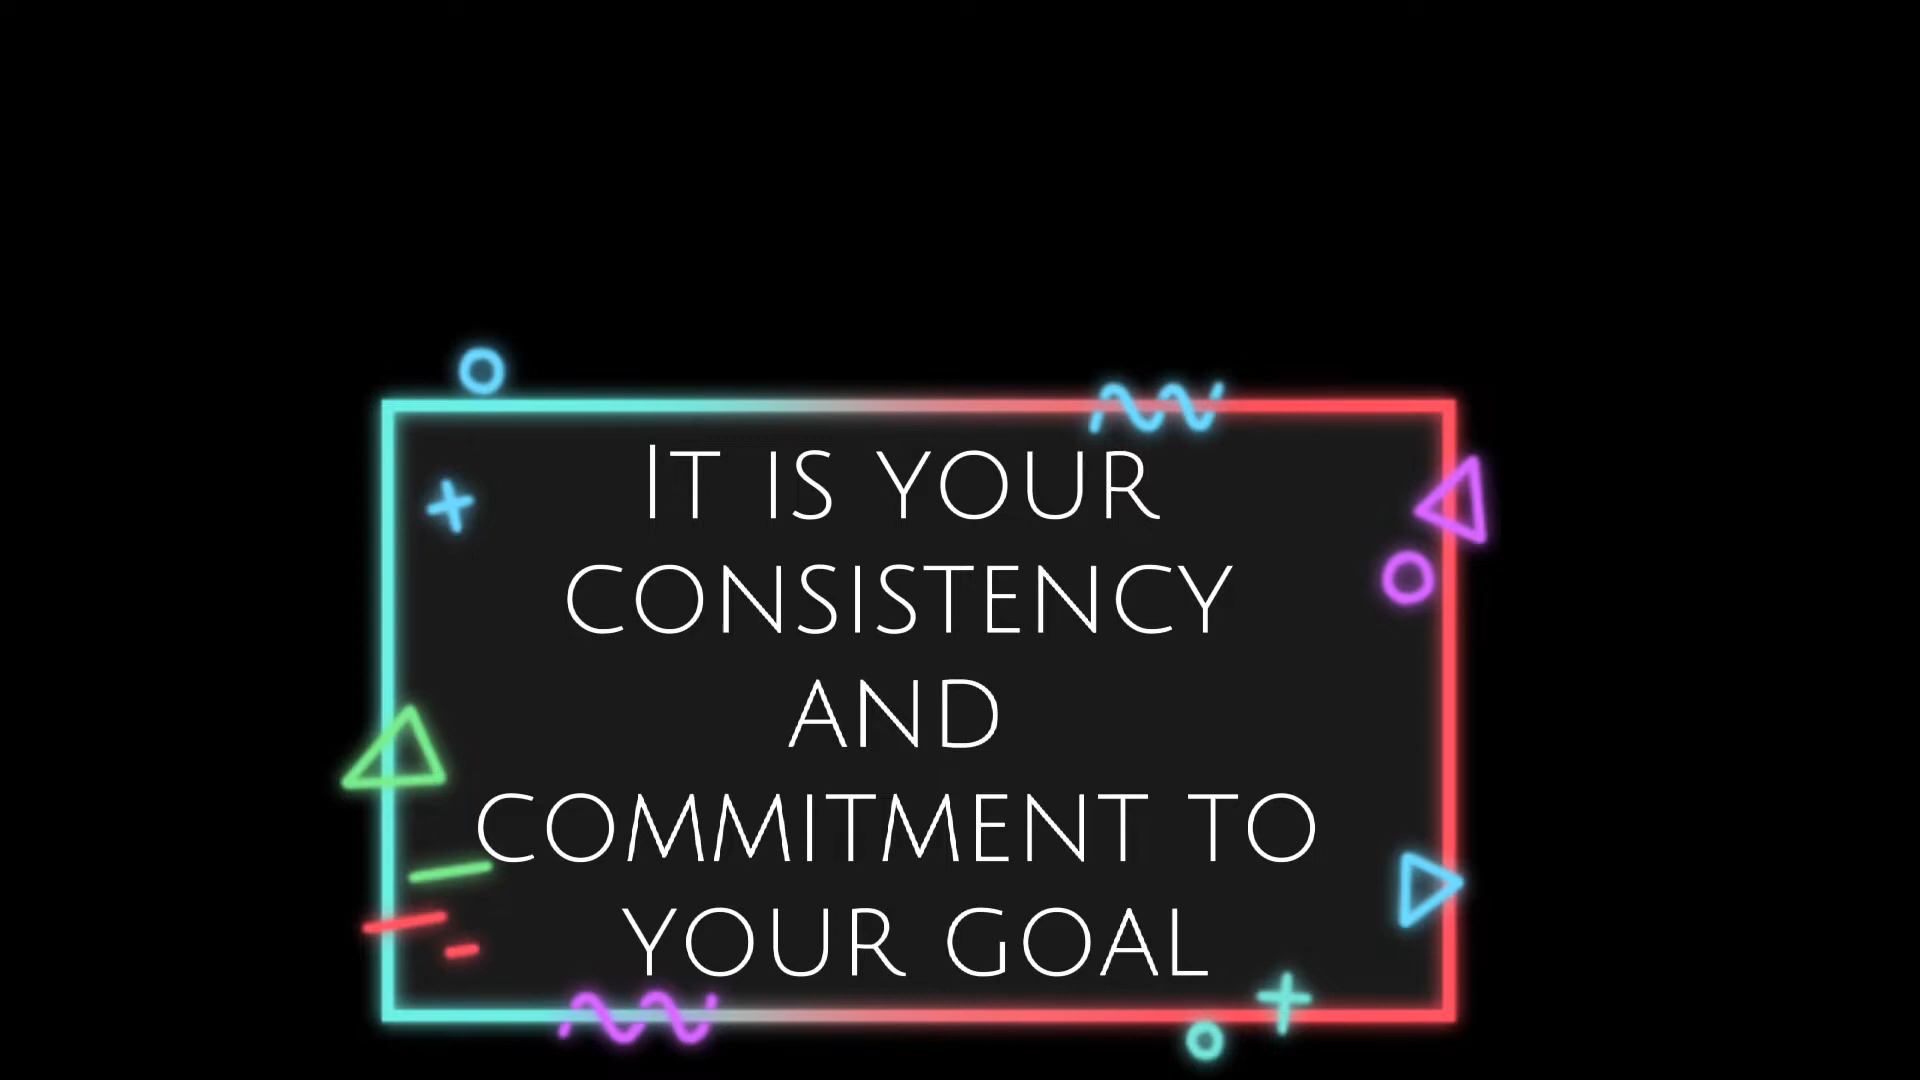 It is your
consistency
and
commitment to
your goal